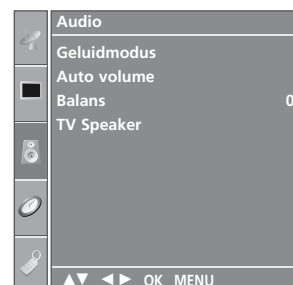 Audio
Geluidmodus
Auto volume
Balans 0
TV Speaker
▲▼ ◄► OK MENU